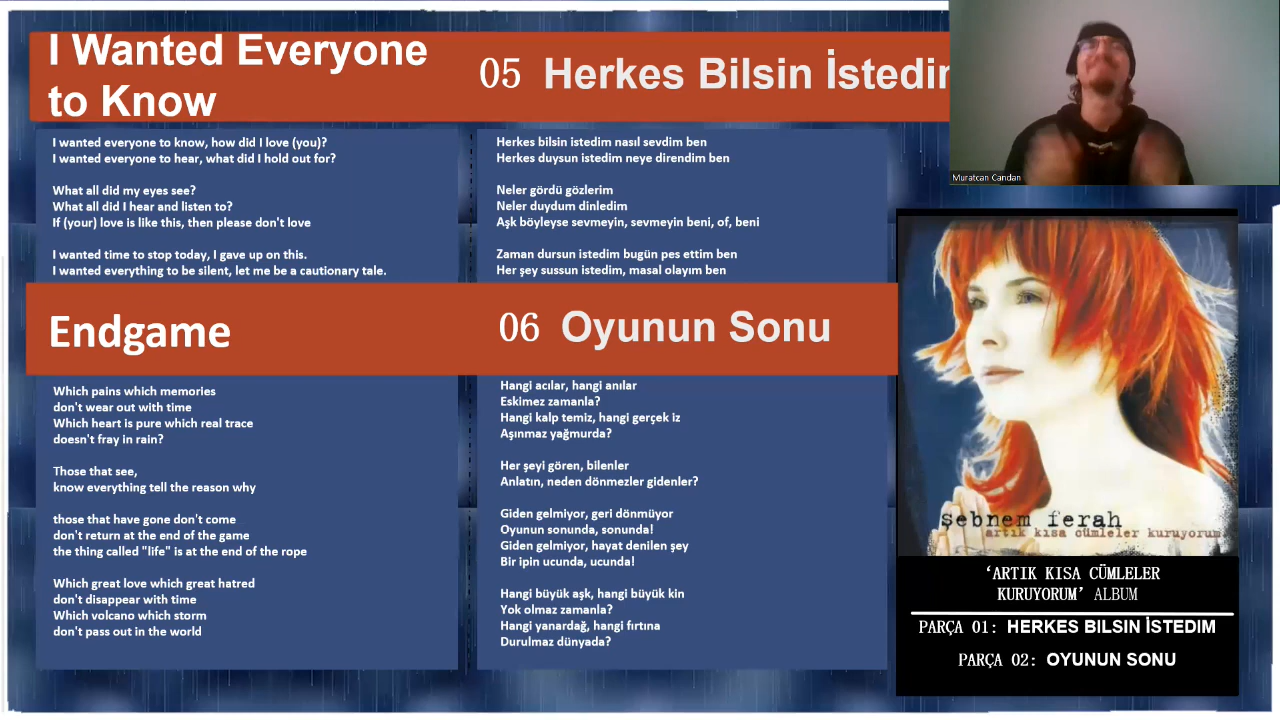 I Wanted Everyone
to Know
05 Herkes Bilsin İstedim
Muratcan Candan
I wanted everyone to know, how did I love (you)?
I wanted everyone to hear, what did I hold out for?
What all did my eyes see?
What all did I hear and listen to?
If (your) love is like this, then please don't love
I wanted time to stop today, I gave up on this.
I wanted everything to be silent, let me be a cautionary tale.
Herkes bilsin istedim nasıl sevdim ben
Herkes duysun istedim neye direndim ben
Neler gördü gözlerim
Neler duydum dinledim
Aşk böyleyse sevmeyin, sevmeyin beni, of, beni
Zaman dursun istedim bugün pes ettim ben
Her şey sussun istedim, masal olayım ben
Endgame
06 Oyunun Sonu
Which pains which memories
don't wear out with time
Which heart is pure which real trace
doesn't fray in rain?
Those that see,
know everything tell the reason why
those that have gone don't come
don't return at the end of the game
the thing called "life" is at the end of the rope
Which great love which great hatred
don't disappear with time
Which volcano which storm
don't pass out in the world
Hangi acılar, hangi anılar
Eskimez zamanla?
Hangi kalp temiz, hangi gerçek iz
Aşınmaz yağmurda?
Her şeyi gören, bilenler
Anlatın, neden dönmezler gidenler?
Giden gelmiyor, geri dönmüyor
Oyunun sonunda, sonunda!
Giden gelmiyor, hayat denilen şey
Bir ipin ucunda, ucunda!
Hangi büyük aşk, hangi büyük kin
Yok olmaz zamanla?
Hangi yanardağ, hangi fırtına
Durulmaz dünyada?
şebnem ferah
artık kısa cümleler kuruyorum
‘ARTIK KISA CÜMLELER
KURUYORUM’ ALBUM
PARÇA 01: HERKES BILSIN İSTEDIM
PARÇA 02: OYUNUN SONU